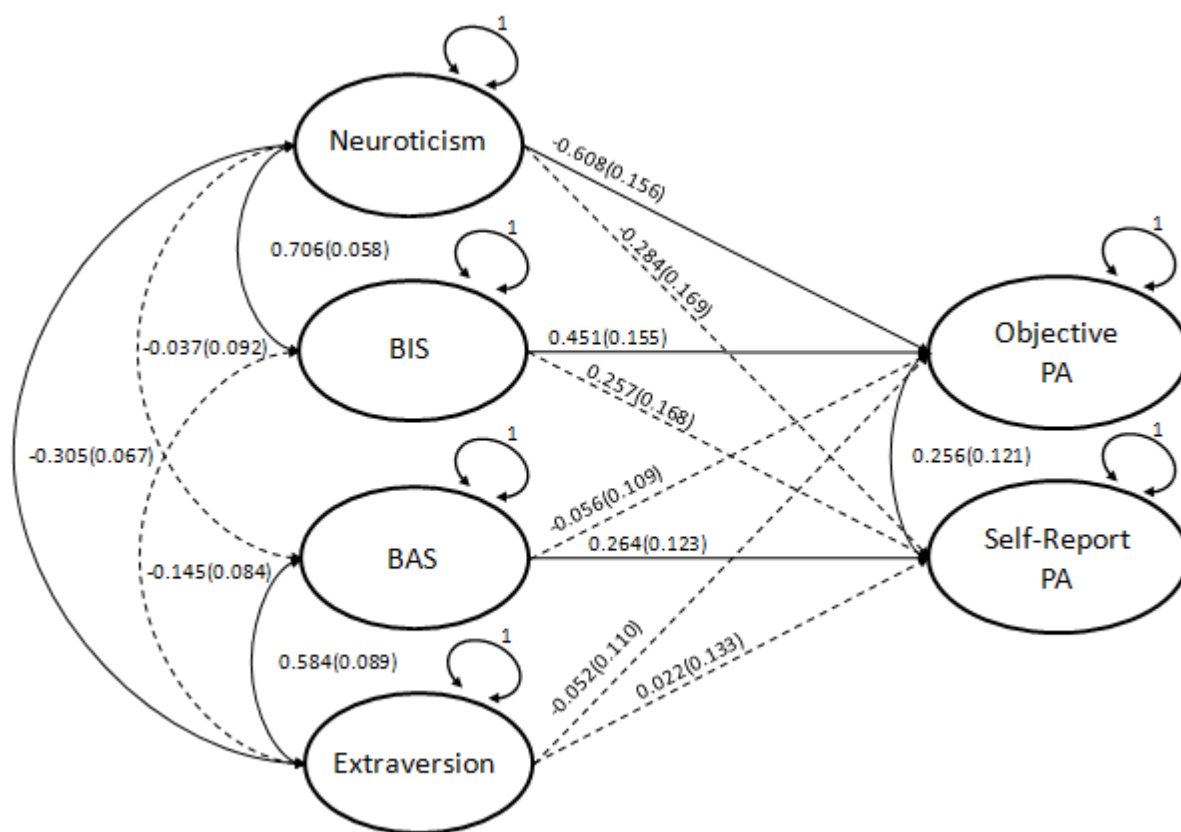 1
Neuroticism
-0.608(0.156)
-0.284(0.169)
0.706(0.058)
1
BIS
0.451(0.155)
0.257(0.168)
1
Objective
PA
-0.037(0.092)
-0.305(0.067)
1
BAS
-0.056(0.109)
0.264(0.123)
0.256(0.121)
1
Self-Report
PA
-0.145(0.084)
0.584(0.089)
1
Extraversion
-0.052(0.110)
0.022(0.133)